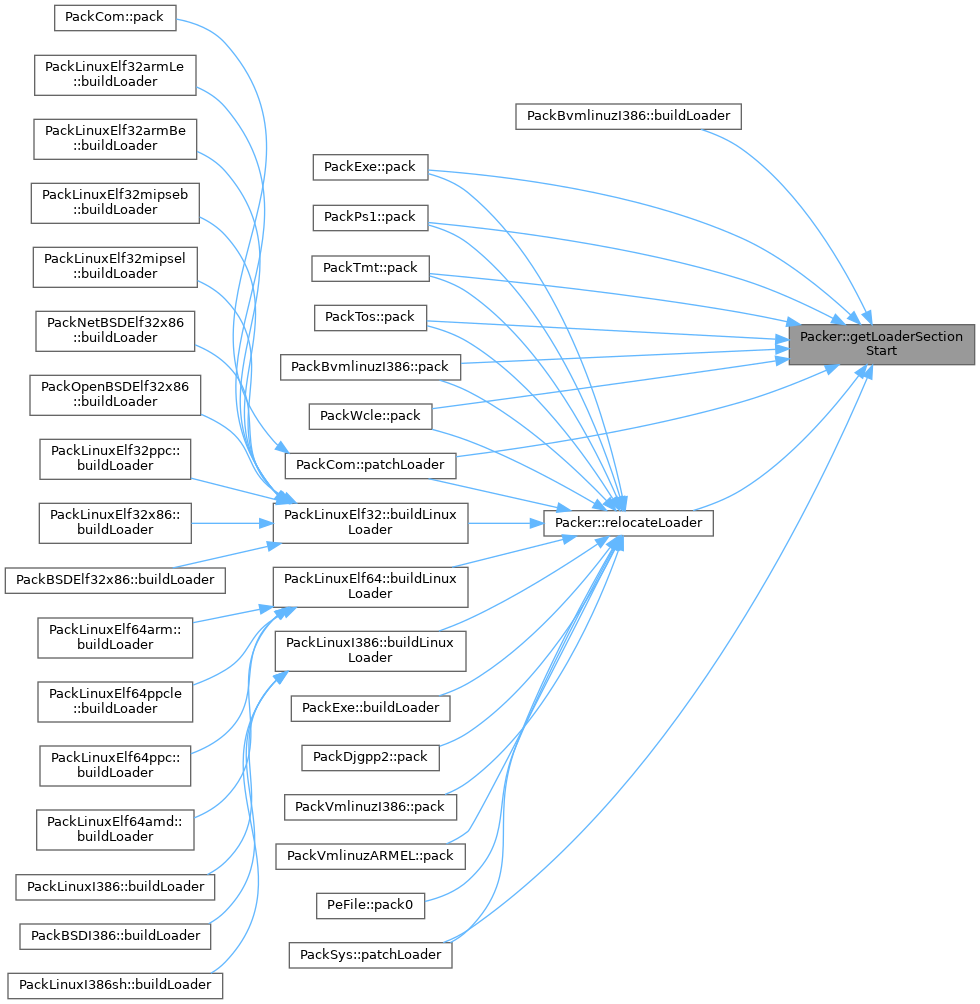 PackCom::pack
PackLinuxElf32armLe
::buildLoader
PackLinuxElf32armBe
::buildLoader
PackLinuxElf32mipseb
::buildLoader
PackLinuxElf32mipsel
::buildLoader
PackNetBSDElf32x86
::buildLoader
PackOpenBSDElf32x86
::buildLoader
PackLinuxElf32ppc::
buildLoader
PackLinuxElf32x86::
buildLoader
PackBSDElf32x86::buildLoader
PackLinuxElf64arm::
buildLoader
PackLinuxElf64ppcle
::buildLoader
PackLinuxElf64ppc::
buildLoader
PackLinuxElf64amd::
buildLoader
PackLinuxI386::buildLoader
PackBSDI386::buildLoader
PackLinuxI386sh::buildLoader
PackExe::pack
PackPs1::pack
PackTmt::pack
PackTos::pack
PackBvmlinuzI386::pack
PackWcle::pack
PackCom::patchLoader
PackLinuxElf32::buildLinux
Loader
PackLinuxElf64::buildLinux
Loader
PackLinuxI386::buildLinux
Loader
PackExe::buildLoader
PackDjgpp2::pack
PackVmlinuzI386::pack
PackVmlinuzARMEL::pack
PeFile::pack0
PackSys::patchLoader
PackBvmlinuzI386::buildLoader
Packer::relocateLoader
Packer::getLoaderSection
Start